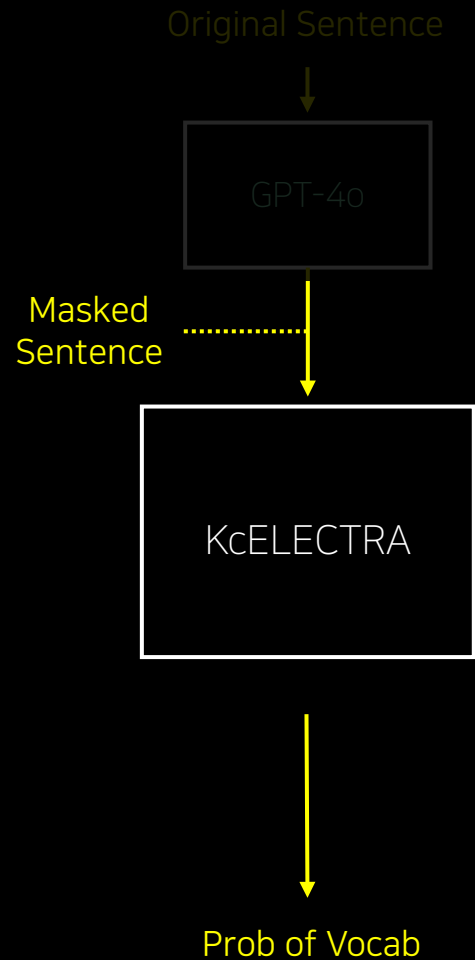 Original Sentence
GPT-4o
Masked
Sentence
KcELECTRA
Prob of Vocab